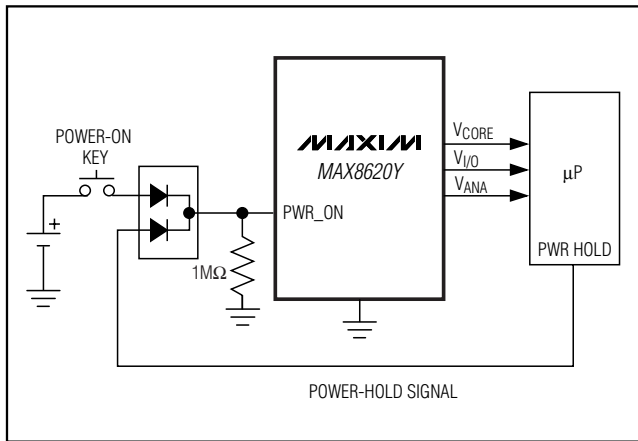 POWER-ON
KEY
+
1MΩ
PWR_ON
MAXIM
MAX8620Y
VCORE
VI/O
VANA
μP
PWR HOLD
POWER-HOLD SIGNAL